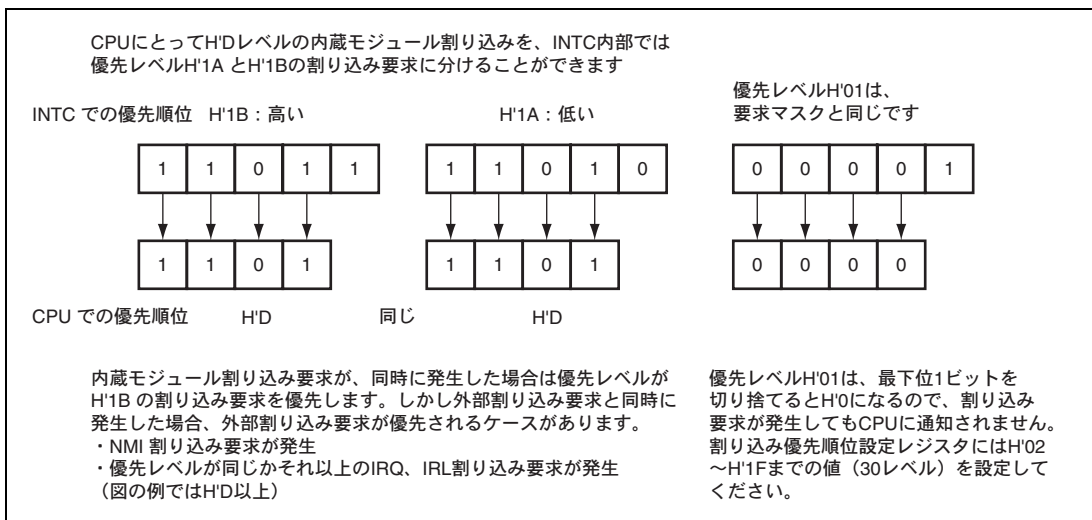 CPUにとってH'Dレベルの内蔵モジュール割り込みを、INTC内部では
優先レベルH'1A とH'1Bの割り込み要求に分けることができます
優先レベルH'01は、
要求マスクと同じです
INTC での優先順位 H'1B：高い H'1A：低い
1 1 0 1 1 1 1 0 1 0 0 0 0 0 1
1 1 0 1 1 1 0 1 0 0 0 0
CPU での優先順位 H'D 同じ H'D
内蔵モジュール割り込み要求が、同時に発生した場合は優先レベルが
H'1B の割り込み要求を優先します。しかし外部割り込み要求と同時に
発生した場合、外部割り込み要求が優先されるケースがあります。
・NMI 割り込み要求が発生
・優先レベルが同じかそれ以上のIRQ、IRL割り込み要求が発生
（図の例ではH'D以上）
優先レベルH'01は、最下位1ビットを
切り捨てるとH'0になるので、割り込み
要求が発生してもCPUに通知されません。
割り込み優先順位設定レジスタにはH'02
～H'1Fまでの値（30レベル）を設定して
ください。